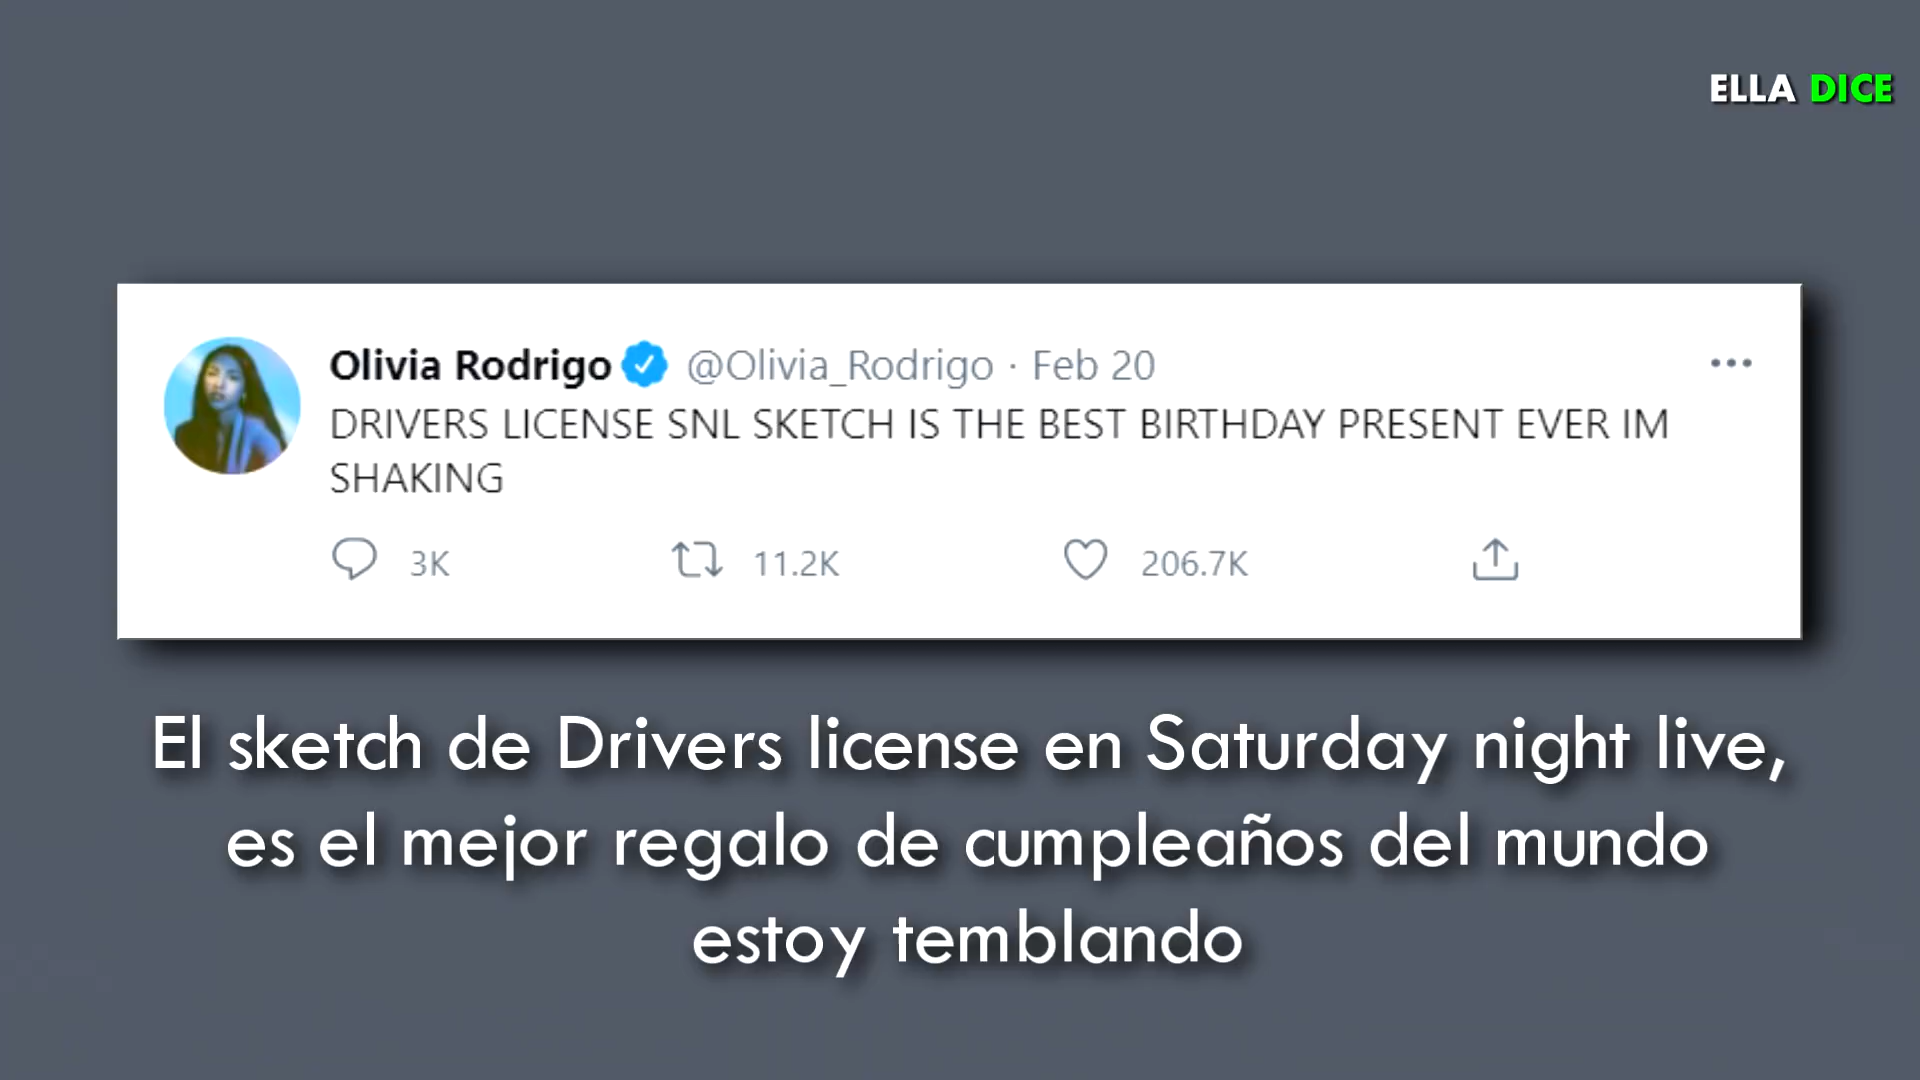 ELLA DICE
Olivia Rodrigo @Olivia_Rodrigo · Feb 20
DRIVERS LICENSE SNL SKETCH IS THE BEST BIRTHDAY PRESENT EVER IM
SHAKING
3K 11.2K 206.7K
El sketch de Drivers license en Saturday night live,
es el mejor regalo de cumpleaños del mundo
estoy temblando